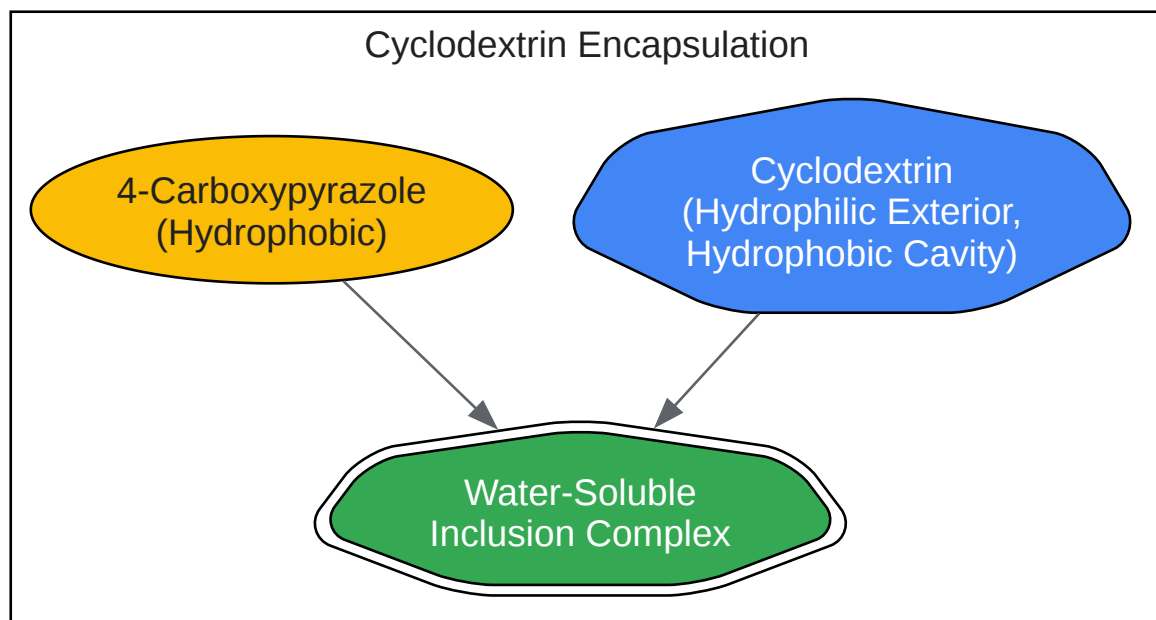 Cyclodextrin Encapsulation
4-Carboxypyrazole
(Hydrophobic)
Cyclodextrin
(Hydrophilic Exterior,
Hydrophobic Cavity)
Water-Soluble
Inclusion Complex